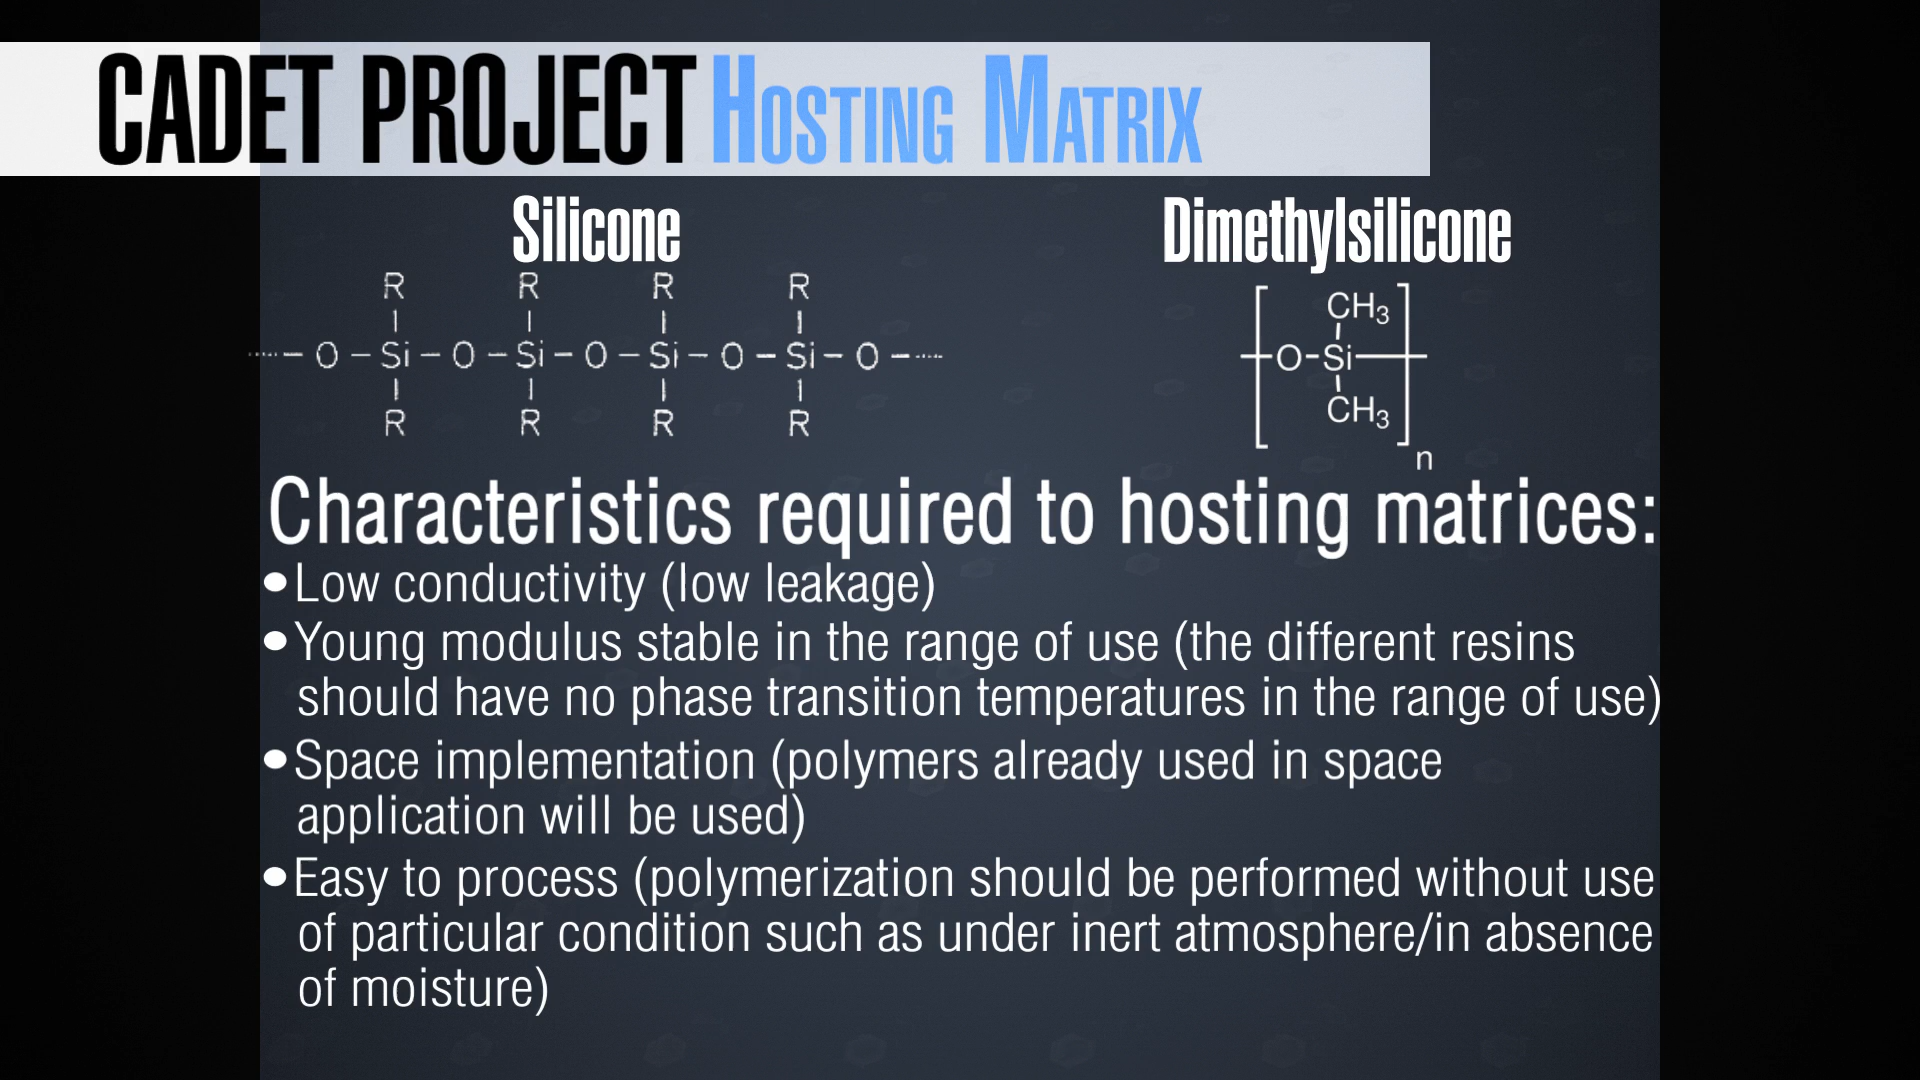 CADET PROJECT HOSTING MATRIX
Silicone
Dimethylsilicone
R R R R
O Si O Si O Si O Si O
R R R R
CH3
O-Si
CH3
n
Characteristics required to hosting matrices:
•Low conductivity (low leakage)
•Young modulus stable in the range of use (the different resins
should have no phase transition temperatures in the range of use)
•Space implementation (polymers already used in space
application will be used)
•Easy to process (polymerization should be performed without use
of particular condition such as under inert atmosphere/in absence
of moisture)